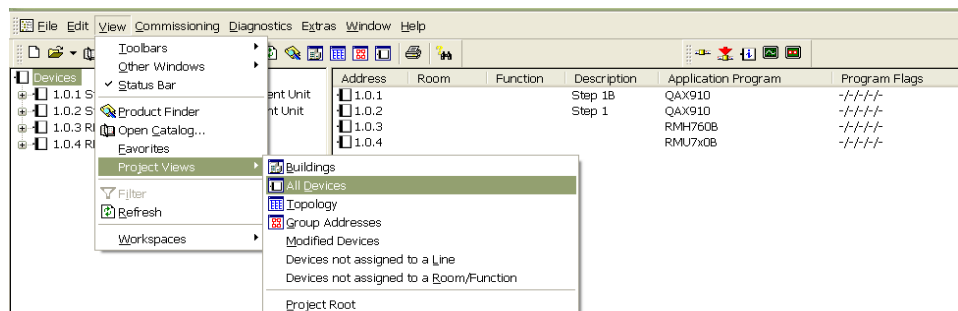 File Edit View Commissioning Diagnostics Extras Window Help
Toolbars
Other Windows
Status Bar
Product Finder
Open Catalog...
Favorites
Project Views
Filter
Refresh
Workspaces
Buildings
All Devices
Topology
Group Addresses
Modified Devices
Devices not assigned to a Line
Devices not assigned to a Room/Function
Project Root
Devices
1.0.1 S ent Unit
1.0.2 S nt Unit
1.0.3 R
1.0.4 R
Address Room Function Description Application Program Program Flags
1.0.1 Step 1B QAX910 -/-/-/-/-
1.0.2 Step 1 QAX910 -/-/-/-/-
1.0.3 RMH760B -/-/-/-/-
1.0.4 RMU7x0B -/-/-/-/-